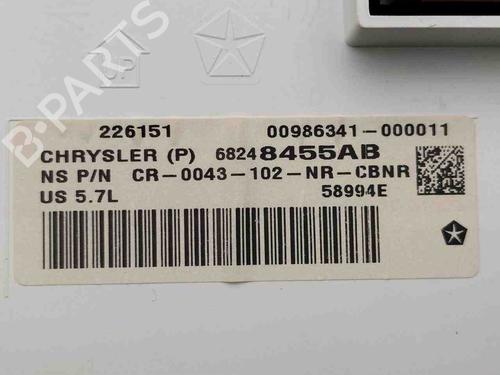 B-PARTS
226151 00986341-000011
CHRYSLER (P) 68248455AB
NS P/N CR-0043-102-NR-CBNR
US 5.7L 58994E